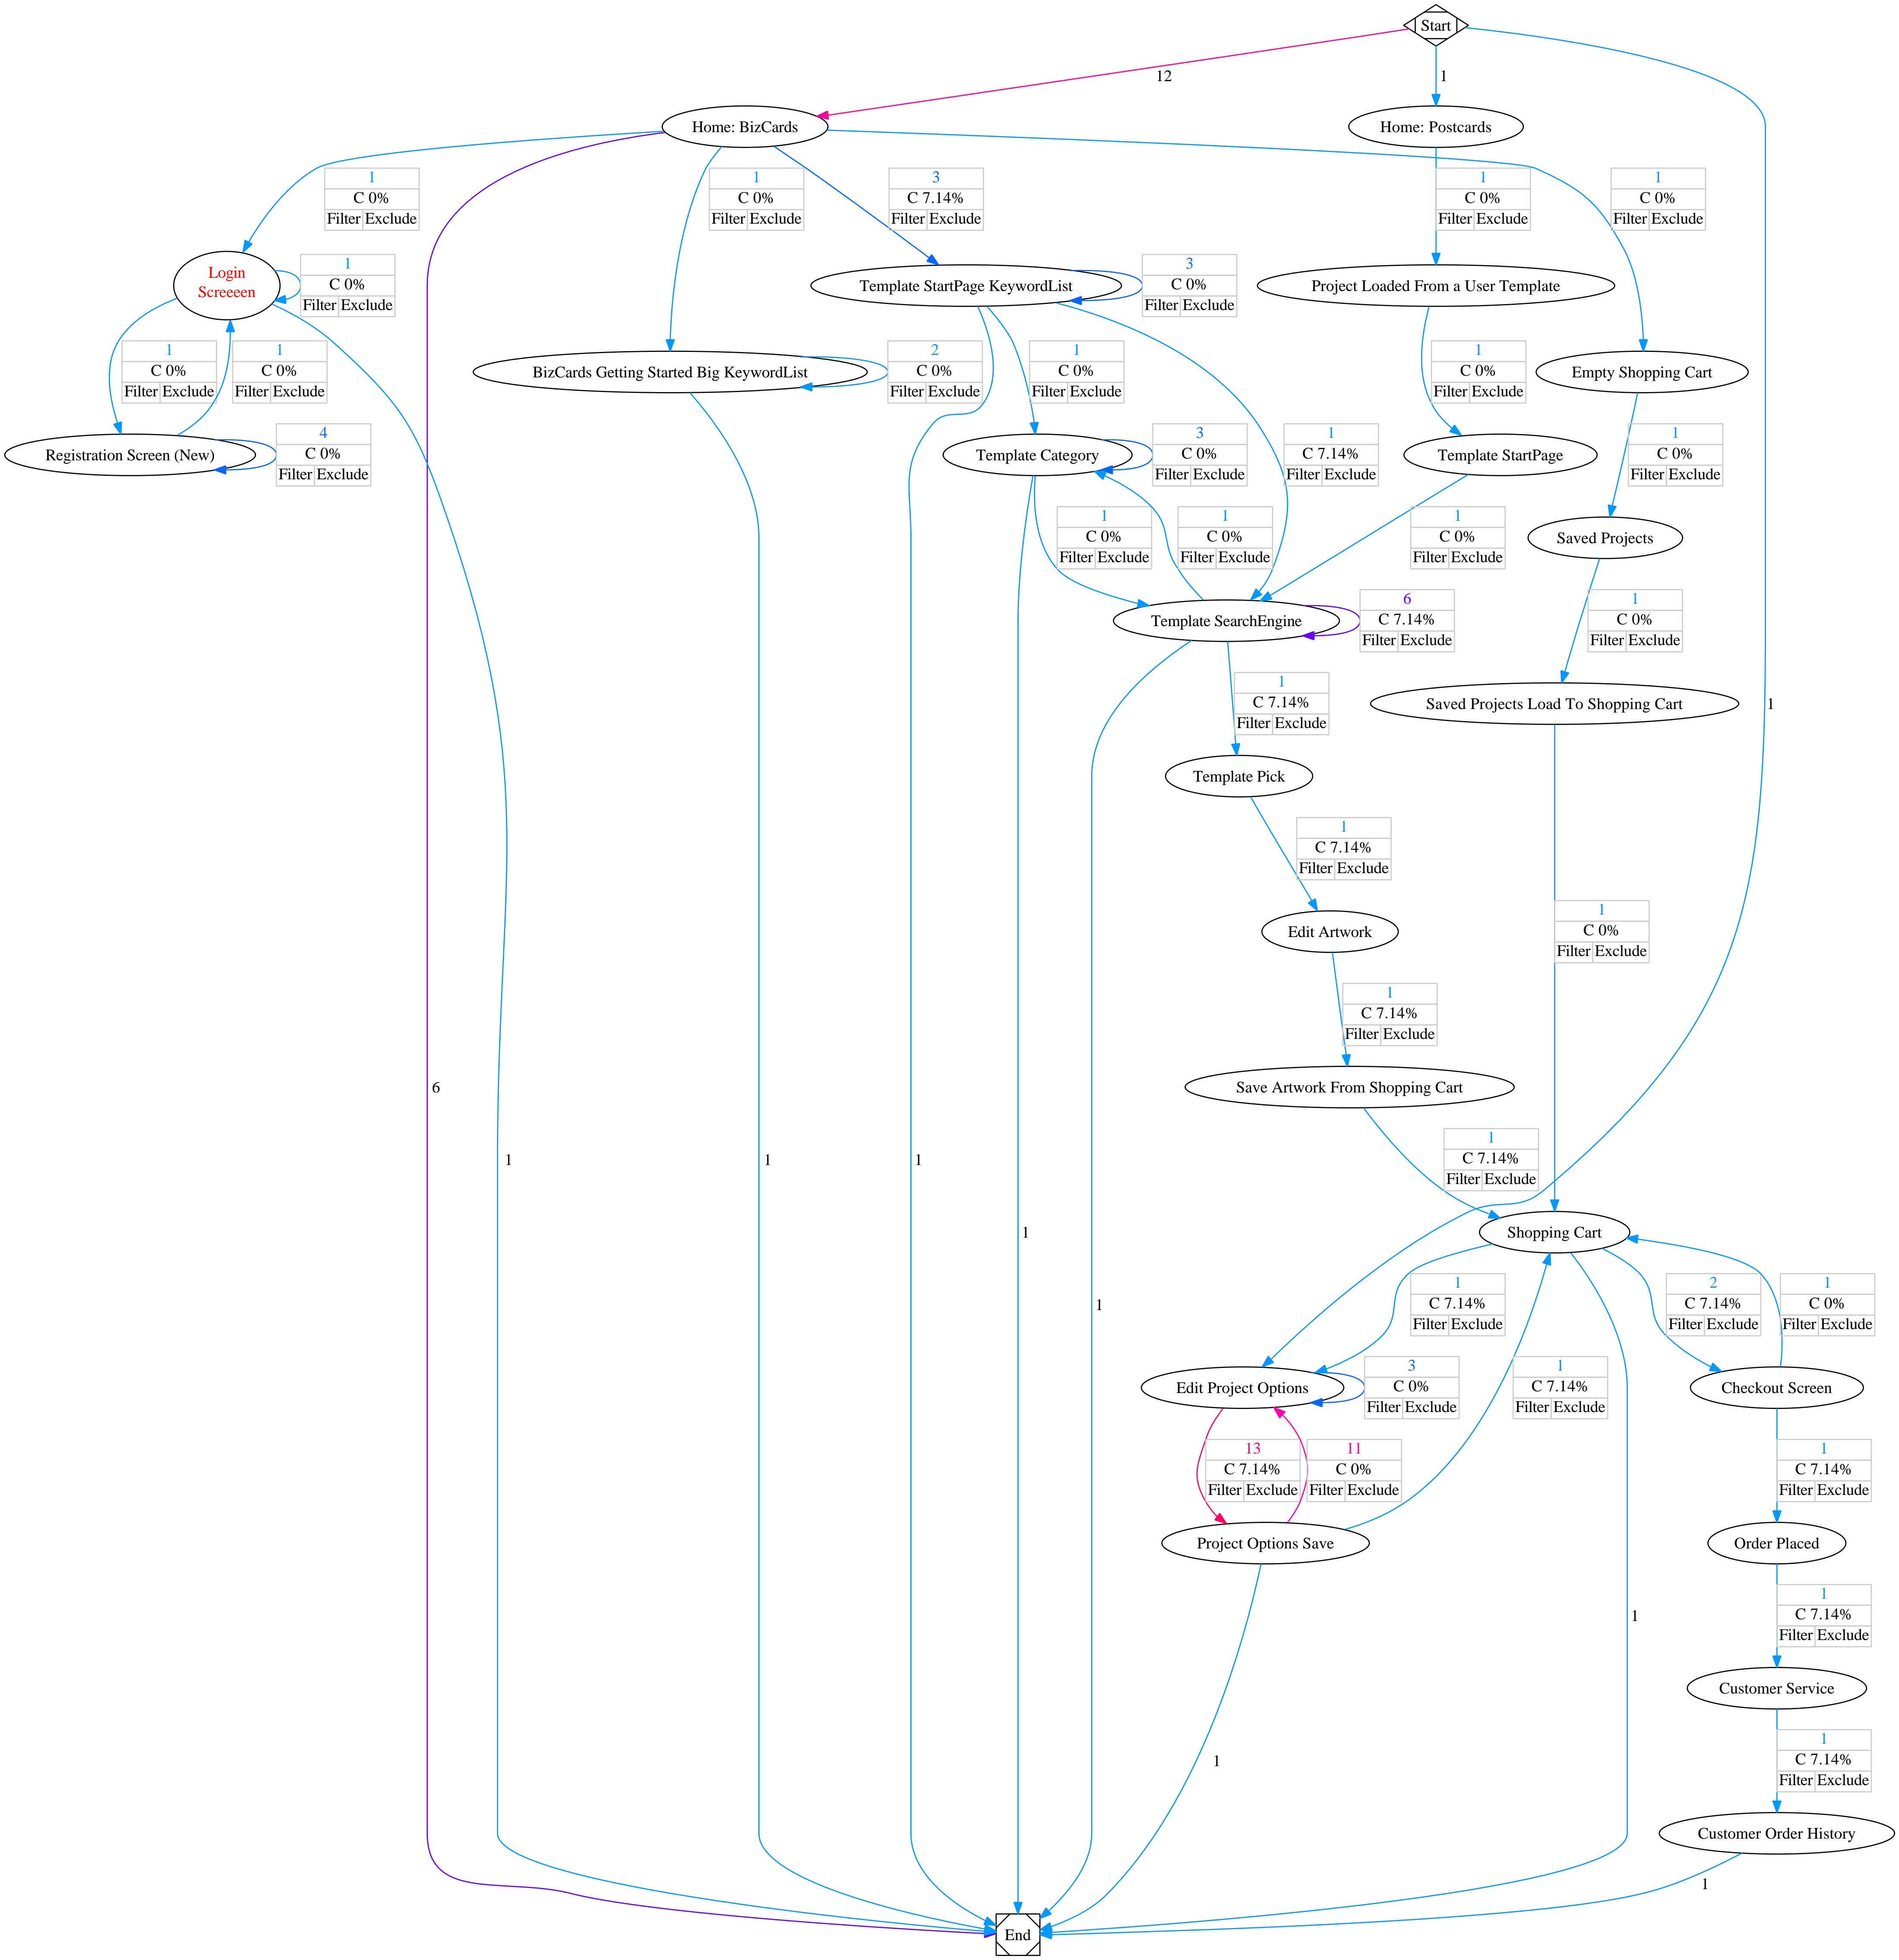 Start
12
1
Home: BizCards
Home: Postcards
1
C 0%
Filter Exclude
1
C 0%
Filter Exclude
3
C 7.14%
Filter Exclude
1
C 0%
Filter Exclude
1
C 0%
Filter Exclude
Login
Screeeen
1
C 0%
Filter Exclude
Template StartPage KeywordList
3
C 0%
Filter Exclude
Project Loaded From a User Template
1
C 0%
Filter Exclude
1
C 0%
Filter Exclude
BizCards Getting Started Big KeywordList
2
C 0%
Filter Exclude
1
C 0%
Filter Exclude
1
C 0%
Filter Exclude
Empty Shopping Cart
Registration Screen (New)
4
C 0%
Filter Exclude
Template Category
3
C 0%
Filter Exclude
1
C 7.14%
Filter Exclude
Template StartPage
1
C 0%
Filter Exclude
1
C 0%
Filter Exclude
1
C 0%
Filter Exclude
1
C 0%
Filter Exclude
Saved Projects
Template SearchEngine
6
C 7.14%
Filter Exclude
1
C 0%
Filter Exclude
1
C 7.14%
Filter Exclude
Saved Projects Load To Shopping Cart
1
Template Pick
1
C 7.14%
Filter Exclude
Edit Artwork
1
C 0%
Filter Exclude
1
C 7.14%
Filter Exclude
6
Save Artwork From Shopping Cart
1
1
1
1
C 7.14%
Filter Exclude
1
Shopping Cart
1
1
C 7.14%
Filter Exclude
2
C 7.14%
Filter Exclude
1
C 0%
Filter Exclude
Edit Project Options
3
C 0%
Filter Exclude
1
C 7.14%
Filter Exclude
Checkout Screen
13
C 7.14%
Filter Exclude
11
C 0%
Filter Exclude
1
C 7.14%
Filter Exclude
Project Options Save
Order Placed
1
1
C 7.14%
Filter Exclude
Customer Service
1
1
C 7.14%
Filter Exclude
Customer Order History
1
End